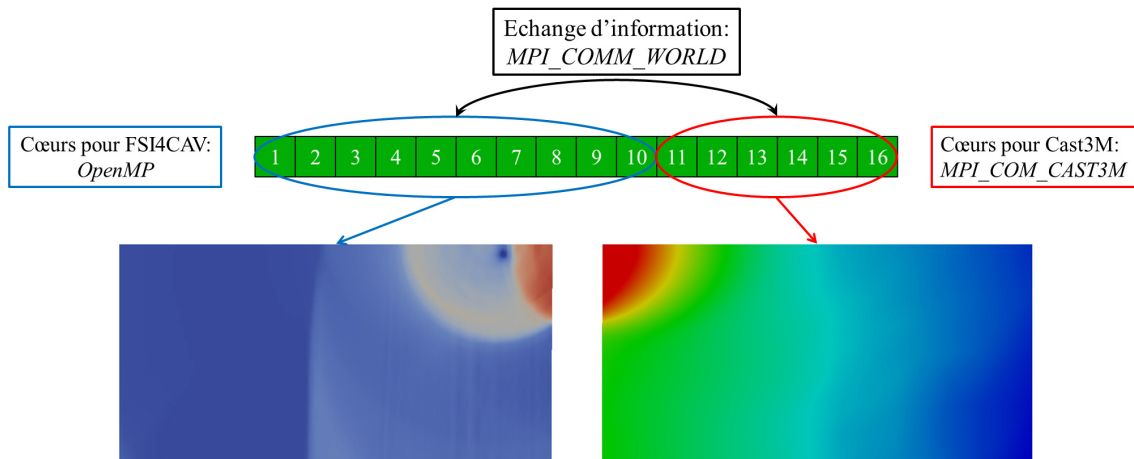 Echange d’information:
MPI_COMM_WORLD
Cœurs pour FSI4CAV:
OpenMP
1 2 3 4 5 6 7 8 9 10 11 12 13 14 15 16
Cœurs pour Cast3M:
MPI_COM_CAST3M